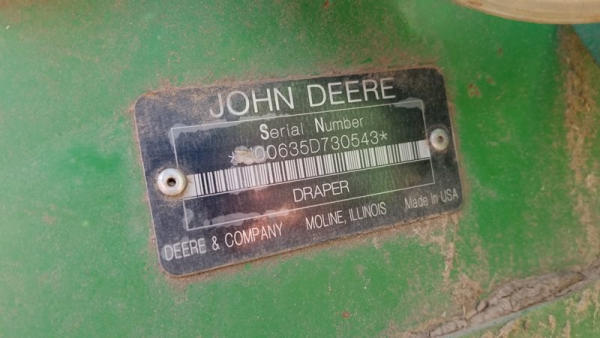 JOHN DEERE
Serial Number
00635D730543*
DRAPER
DEERE & COMPANY MOLINE, ILLINOIS Made In USA